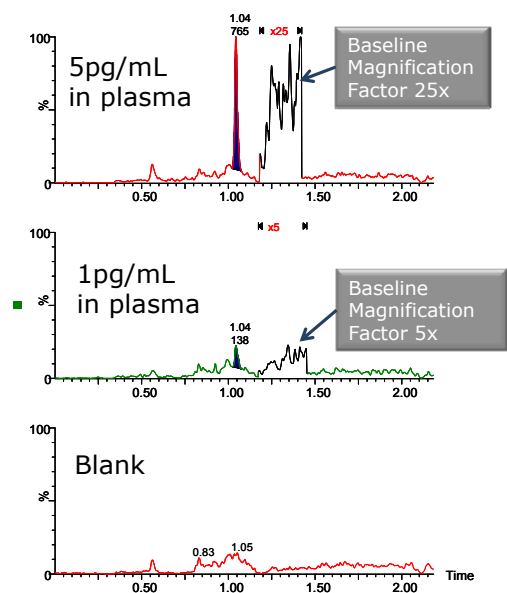 1.04
765
x25
100
%
0
5pg/mL
in plasma
Baseline
Magnification
Factor 25x
0.50
1.00
1.50
2.00
x5
100
%
0
1pg/mL
in plasma
1.04
138
Baseline
Magnification
Factor 5x
0.50
1.00
1.50
2.00
100
%
0
Blank
0.83
1.05
Time
0.50
1.00
1.50
2.00